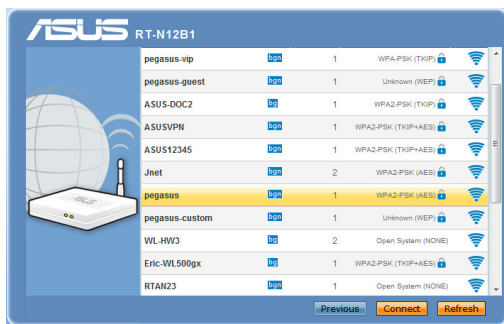 ASUS RT-N12B1
pegasus-vip bgn 1 WPA-PSK (TKIP)
pegasus-guest bgn 1 Unknown (WEP)
ASUS-DOC2 bg 1 WPA2-PSK (TKIP)
ASUSVPN bgn 1 WPA2-PSK (TKIP+AES)
ASUS12345 bgn 1 WPA2-PSK (TKIP+AES)
Jnet bgn 2 WPA2-PSK (AES)
pegasus bgn 1 WPA2-PSK (AES)
pegasus-custom bgn 1 Unknown (WEP)
WL-HW3 bg 2 Open System (NONE)
Eric-WL500gx bg 1 WPA2-PSK (TKIP+AES)
RTAN23 bgn 1 Open System (NONE)
Previous Connect Refresh